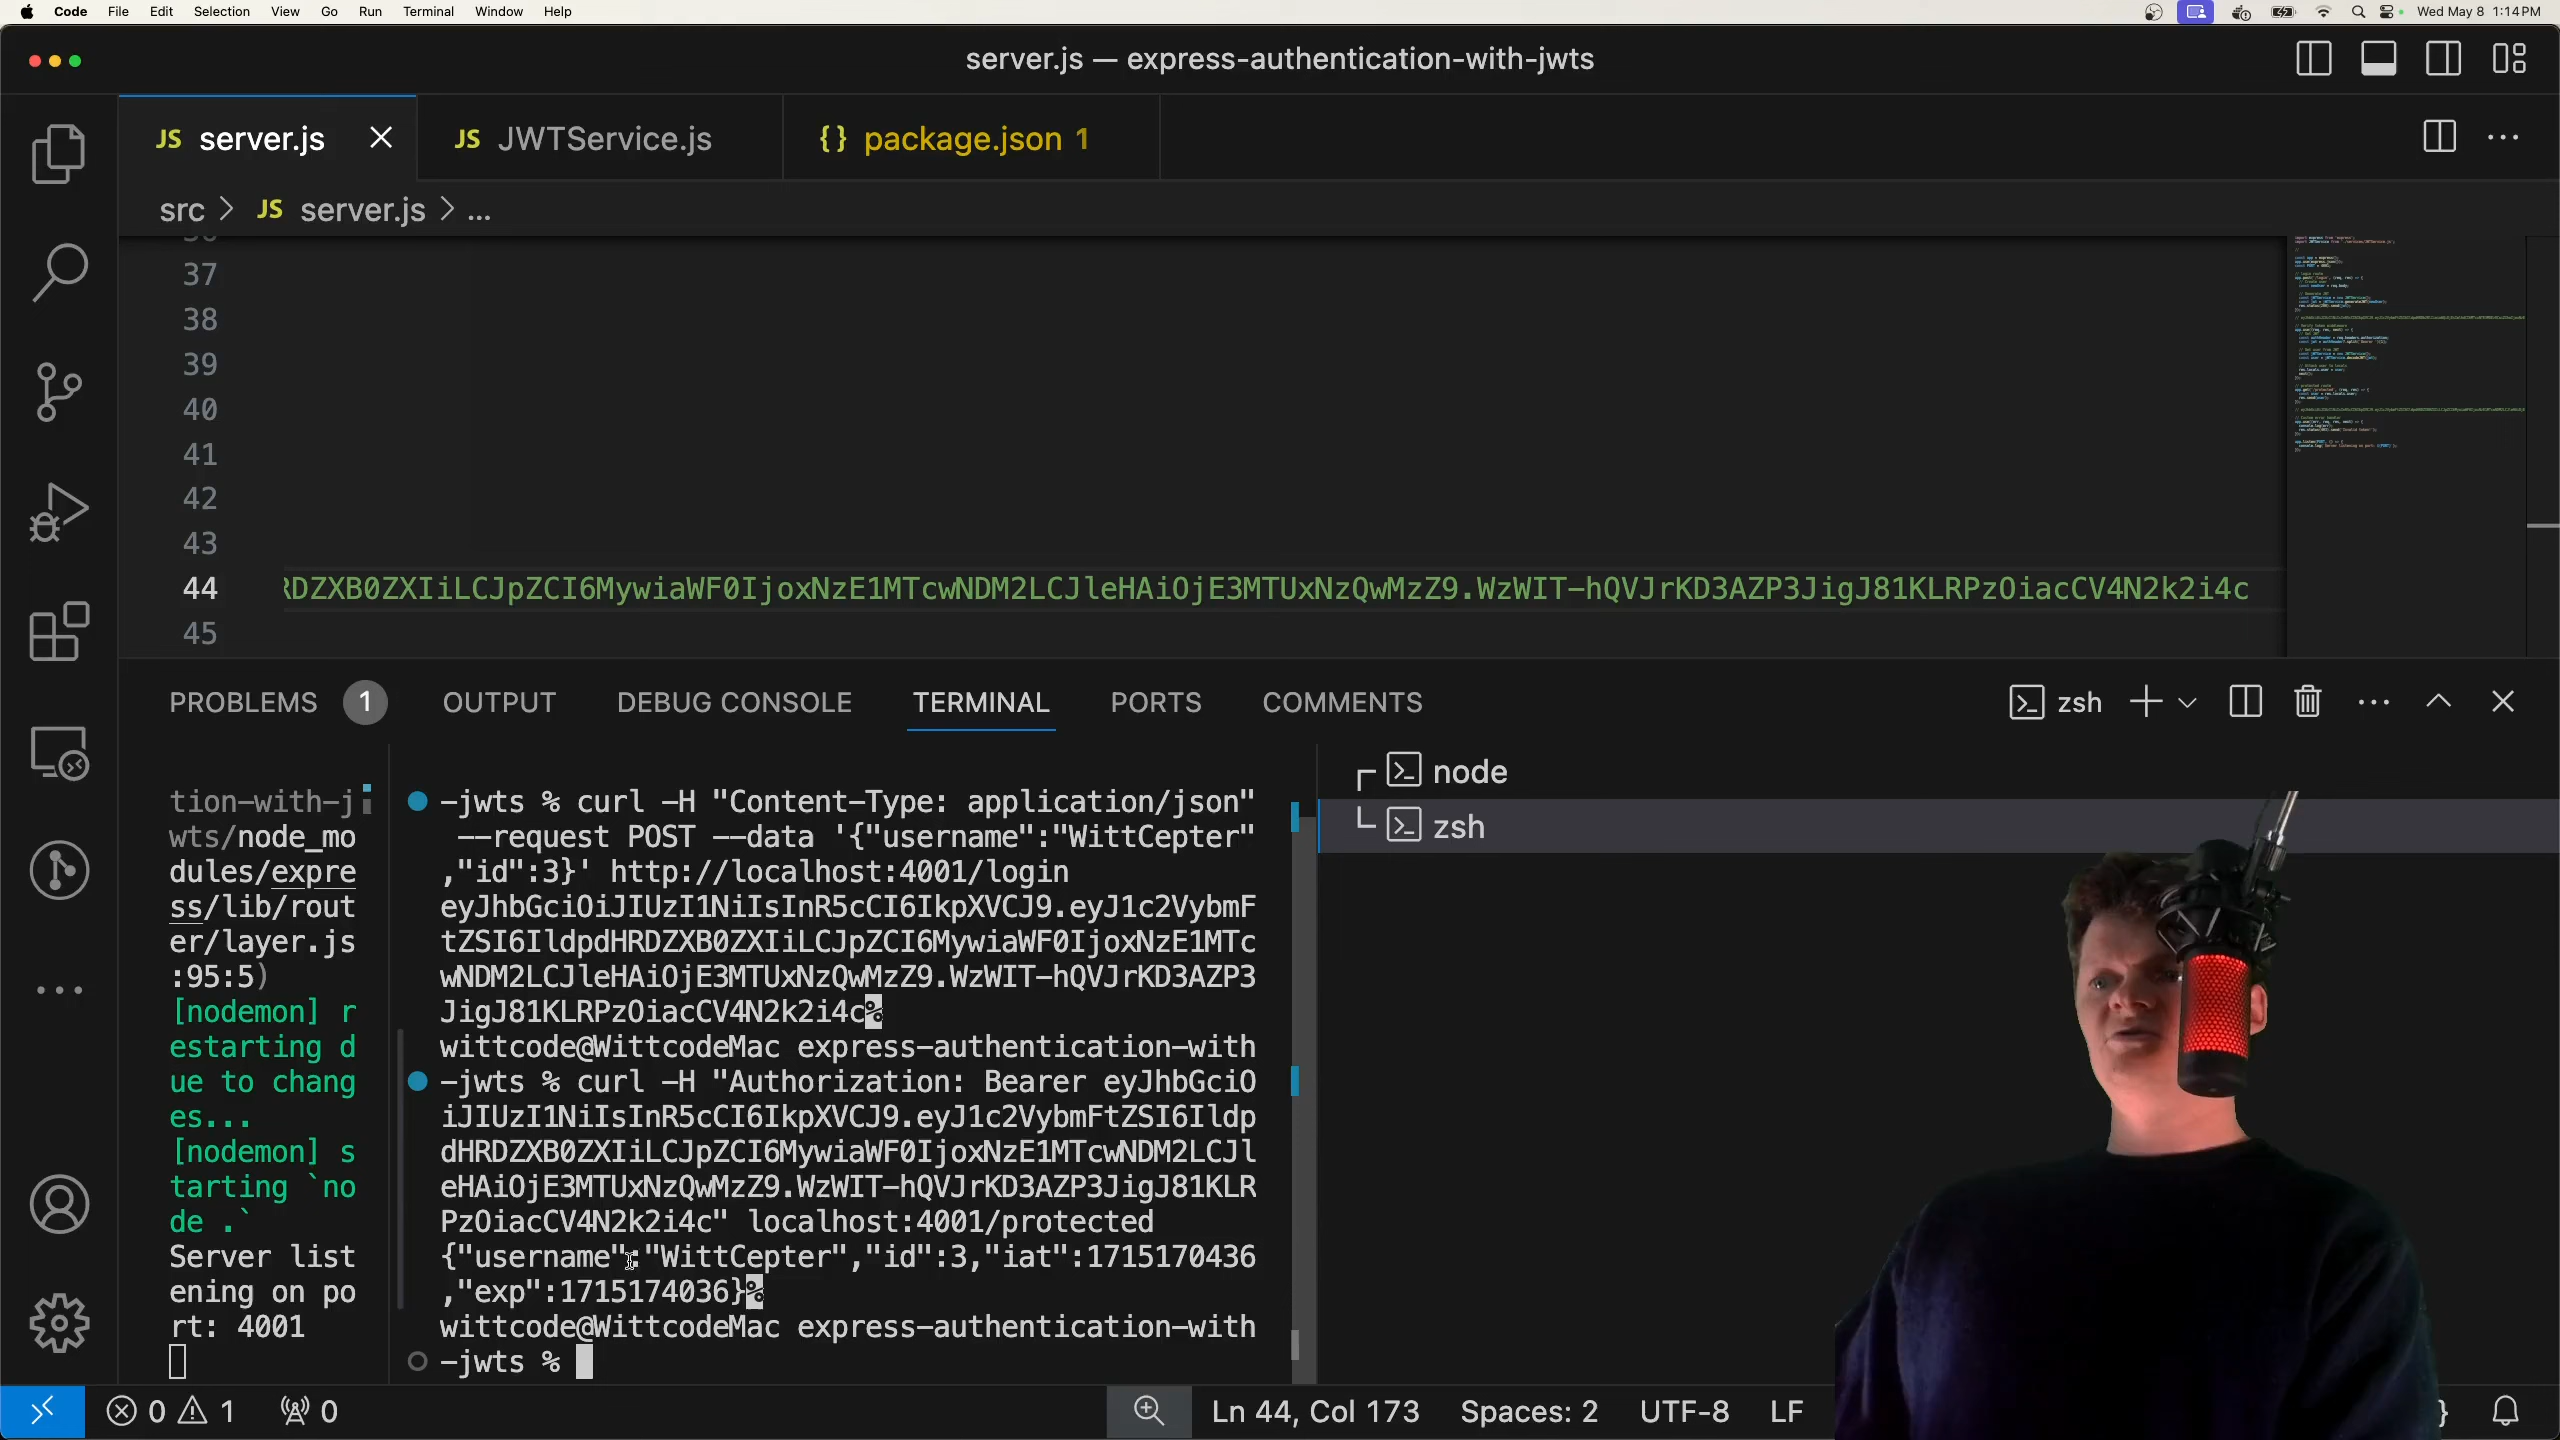 Code File Edit Selection View Go Run Terminal Window Help Wed May 8 1:14 PM
server.js — express-authentication-with-jwts
JS server.js JS JWTService.js {} package.json 1
src > JS server.js > ...
36
37
38
39
40
41
42
43
44 RDZXB0ZXIiLCJpZCI6MywiaWF0IjoxNzE1MTcwNDM2LCJleHAiOjE3MTUxNzQwMzZ9.WzWIT-hQVJrKD3AZP3JigJ81KLRPzOiacCV4N2k2i4c
45
PROBLEMS 1 OUTPUT DEBUG CONSOLE TERMINAL PORTS COMMENTS zsh
tion-with-j
wts/node_mo
dules/expre
ss/lib/rout
er/layer.js
:95:5)
[nodemon] r
estarting d
ue to chang
es...
[nodemon] s
tarting `no
de .`
Server list
ening on po
rt: 4001
-jwts % curl -H "Content-Type: application/json"
--request POST --data '{"username":"WittCepter"
,"id":3}' http://localhost:4001/login
eyJhbGciOiJIUzI1NiIsInR5cCI6IkpXVCJ9.eyJ1c2VybmF
tZSI6IldpdHRDZXB0ZXIiLCJpZCI6MywiaWF0IjoxNzE1MTc
wNDM2LCJleHAiOjE3MTUxNzQwMzZ9.WzWIT-hQVJrKD3AZP3
JigJ81KLRPzOiacCV4N2k2i4c%
wittcode@WittcodeMac express-authentication-with
-jwts % curl -H "Authorization: Bearer eyJhbGciO
iJIUzI1NiIsInR5cCI6IkpXVCJ9.eyJ1c2VybmFtZSI6Ildp
dHRDZXB0ZXIiLCJpZCI6MywiaWF0IjoxNzE1MTcwNDM2LCJl
eHAiOjE3MTUxNzQwMzZ9.WzWIT-hQVJrKD3AZP3JigJ81KLR
PzOiacCV4N2k2i4c" localhost:4001/protected
{"username":"WittCepter","id":3,"iat":1715170436
,"exp":1715174036}%
wittcode@WittcodeMac express-authentication-with
-jwts %
node
zsh
0 1 0 Ln 44, Col 173 Spaces: 2 UTF-8 LF }